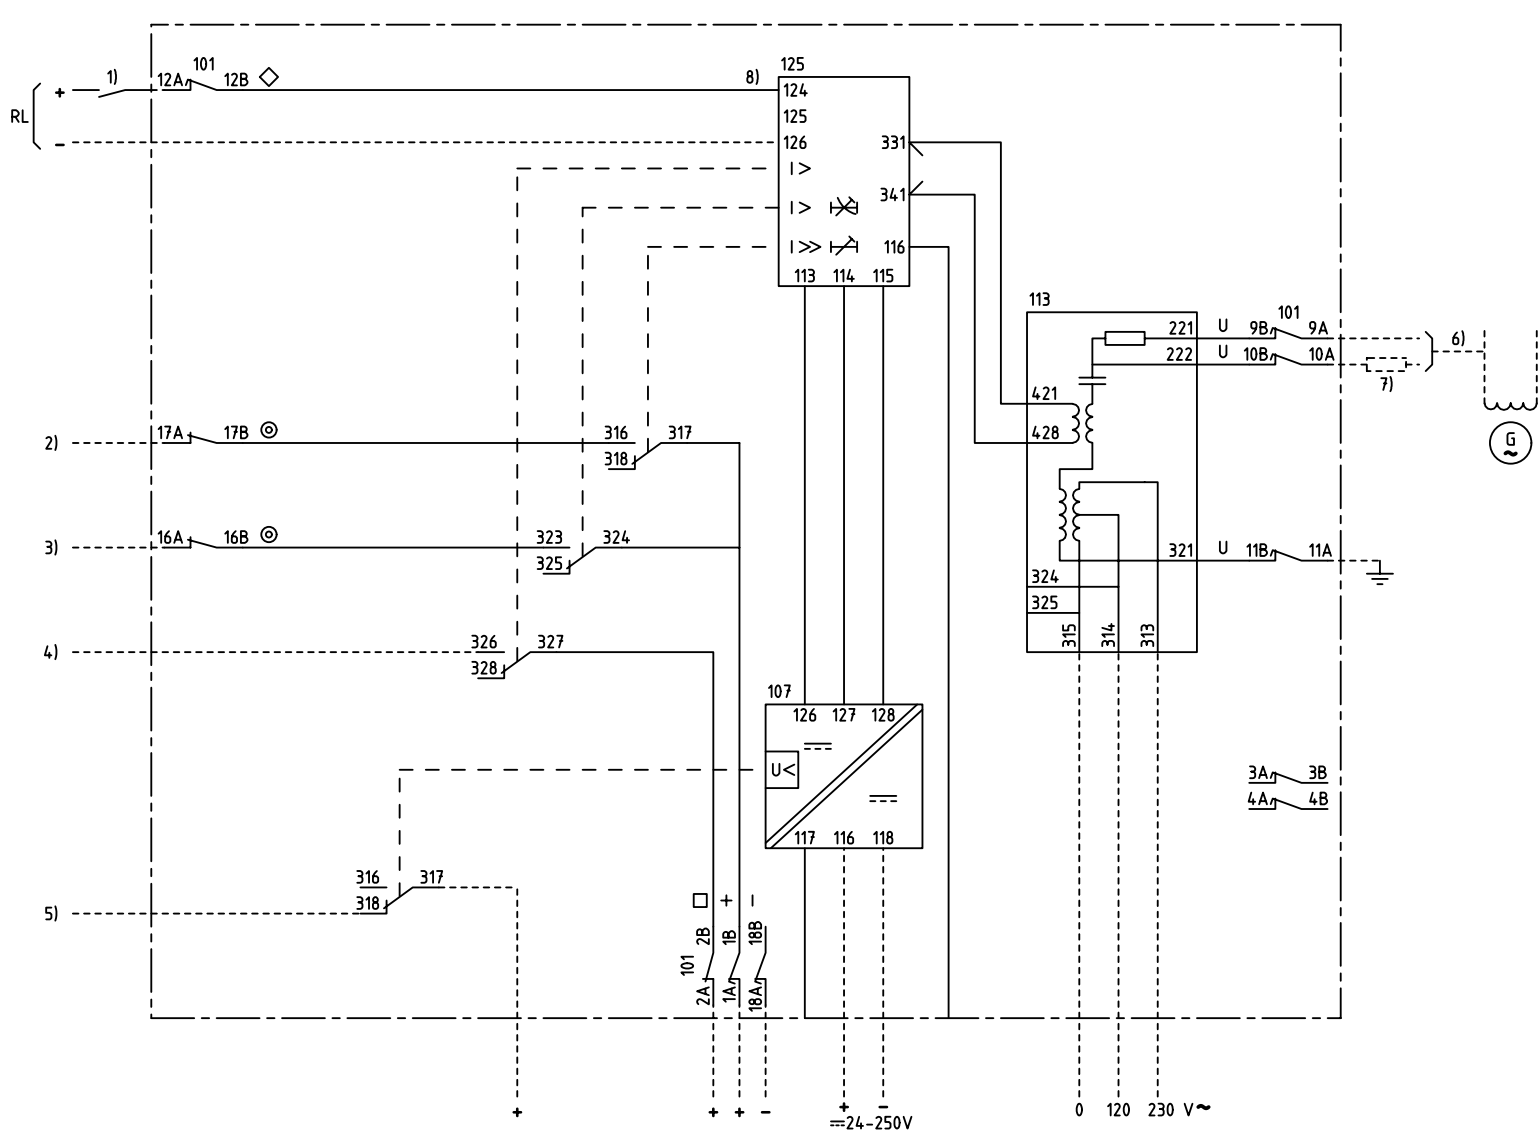 125
1) 12A 101 12B 8) 124
+
125
RL
- 126 331
I>
341
I> 
I>> 116
113 114 115
113
101
221 U 9B 9A
6)
222 U 10B 10A
7)
421
2) 17A 17B 316 317 428
G
318
3) 16A 16B 323 324
321 U 11B 11A
325
324
325
4) 326 327
315 314 313
328
107
126 127 128
U<
3A 3B
4A 4B
117 116 118
316 317
318
5)
+ -
2B 1B 18B
101
2A 1A 18A
+ + + - + -
0 120 230 V~
⎓24-250V